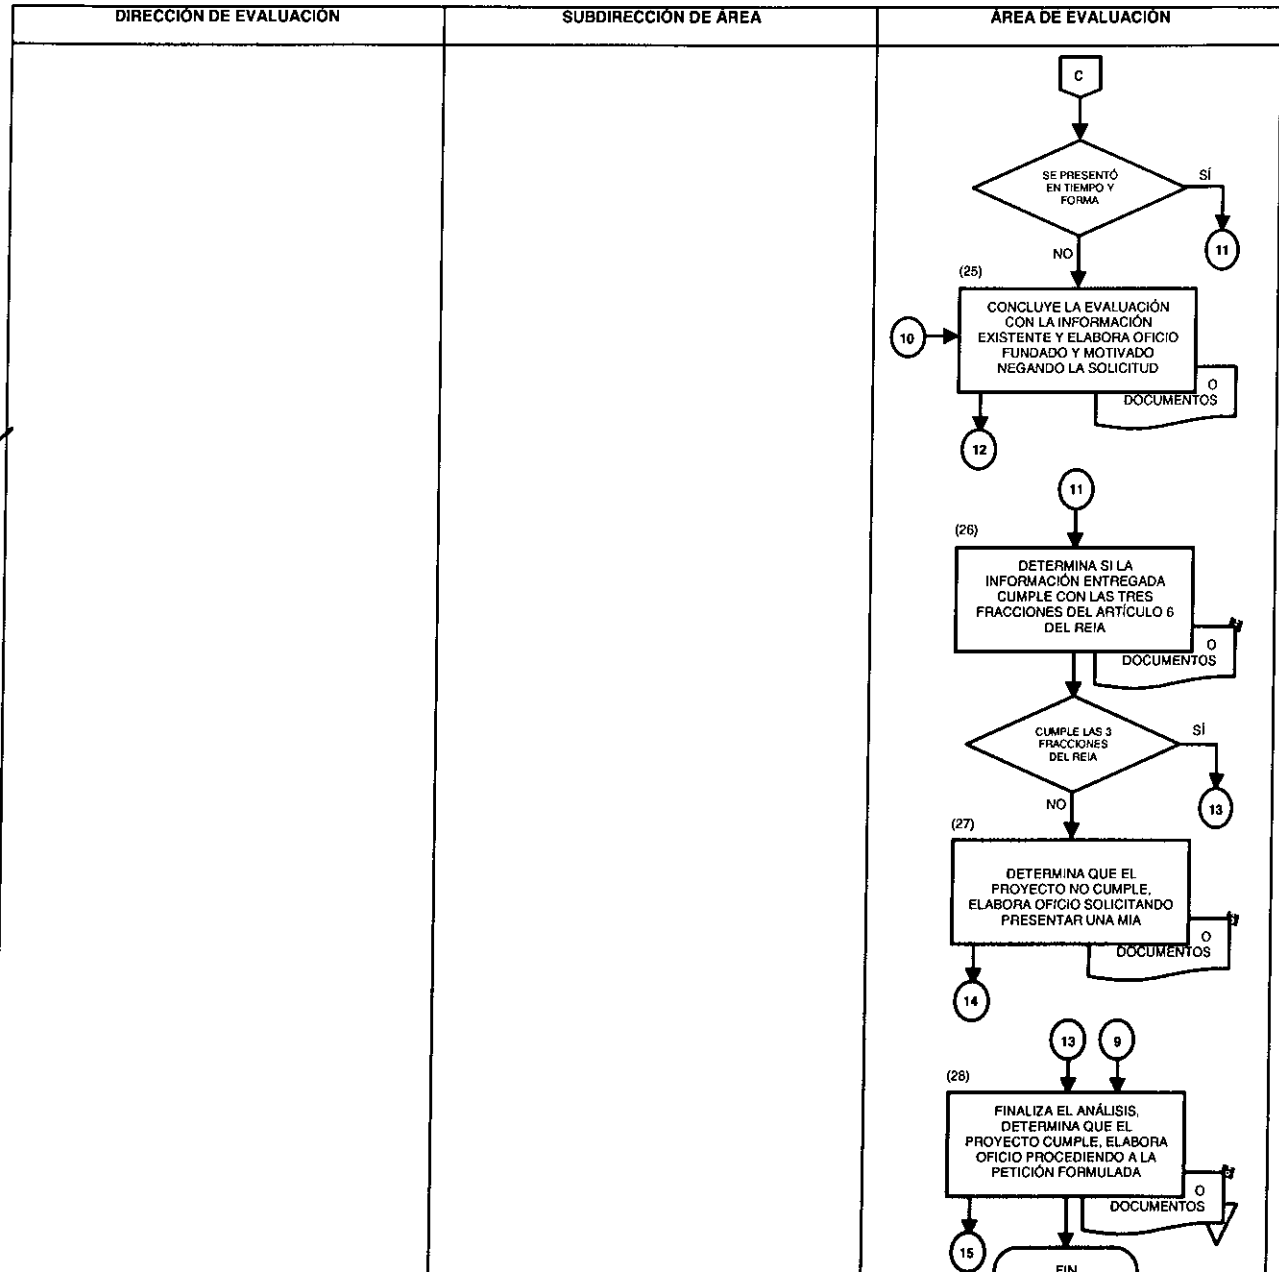 DIRECCIÓN DE EVALUACIÓN
SUBDIRECCIÓN DE ÁREA
ÁREA DE EVALUACIÓN
C
SE PRESENTÓ
EN TIEMPO Y
FORMA
SÍ
11
NO
(25)
CONCLUYE LA EVALUACIÓN
CON LA INFORMACIÓN
EXISTENTE Y ELABORA OFICIO
FUNDADO Y MOTIVADO
NEGANDO LA SOLICITUD
10
O
DOCUMENTOS
12
11
(26)
DETERMINA SI LA
INFORMACIÓN ENTREGADA
CUMPLE CON LAS TRES
FRACCIONES DEL ARTÍCULO 6
DEL REIA
O
DOCUMENTOS
CUMPLE LAS 3
FRACCIONES
DEL REIA
SÍ
13
NO
(27)
DETERMINA QUE EL
PROYECTO NO CUMPLE,
ELABORA OFICIO SOLICITANDO
PRESENTAR UNA MIA
O
DOCUMENTOS
14
13
9
(28)
FINALIZA EL ANÁLISIS,
DETERMINA QUE EL
PROYECTO CUMPLE, ELABORA
OFICIO PROCEDIENDO A LA
PETICIÓN FORMULADA
O
DOCUMENTOS
15
FIN